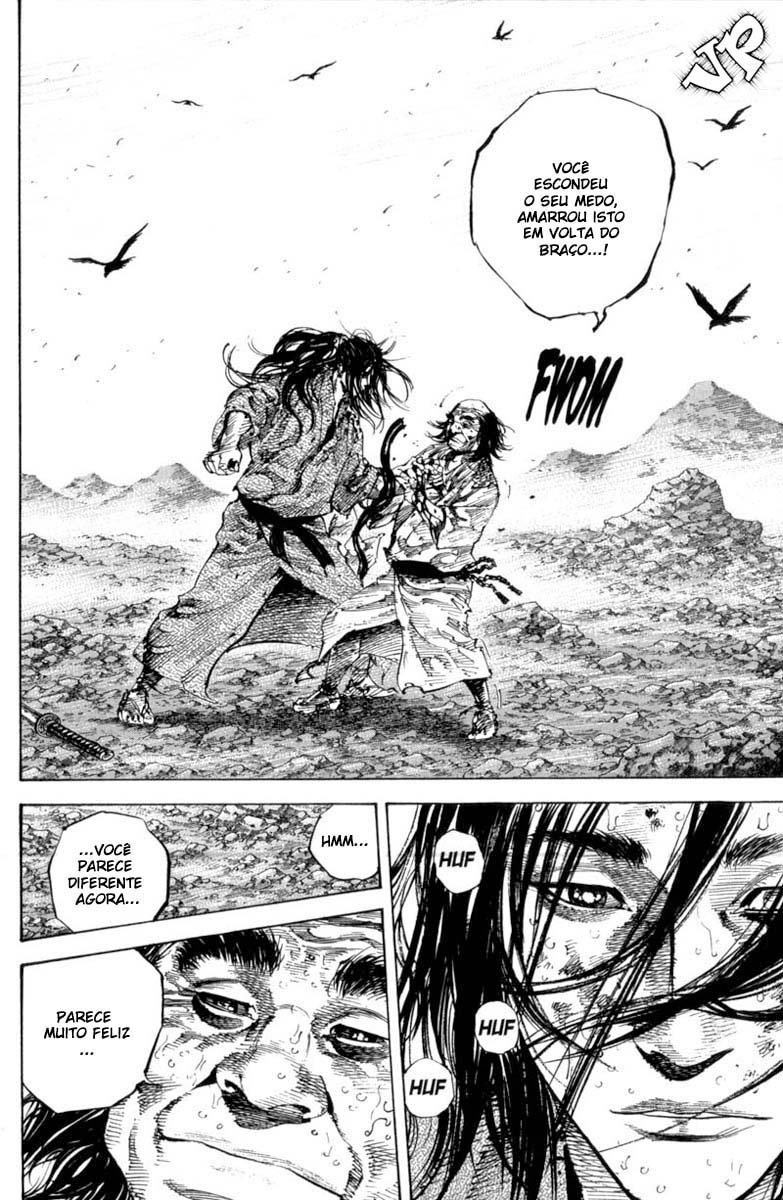 VP
VOCÊ
ESCONDEU
O SEU MEDO,
AMARROU ISTO
EM VOLTA DO
BRAÇO...!
FWOM
HUF
HUF
HUF
HMM...
...VOCÊ
PARECE
DIFERENTE
AGORA...
PARECE
MUITO FELIZ
...